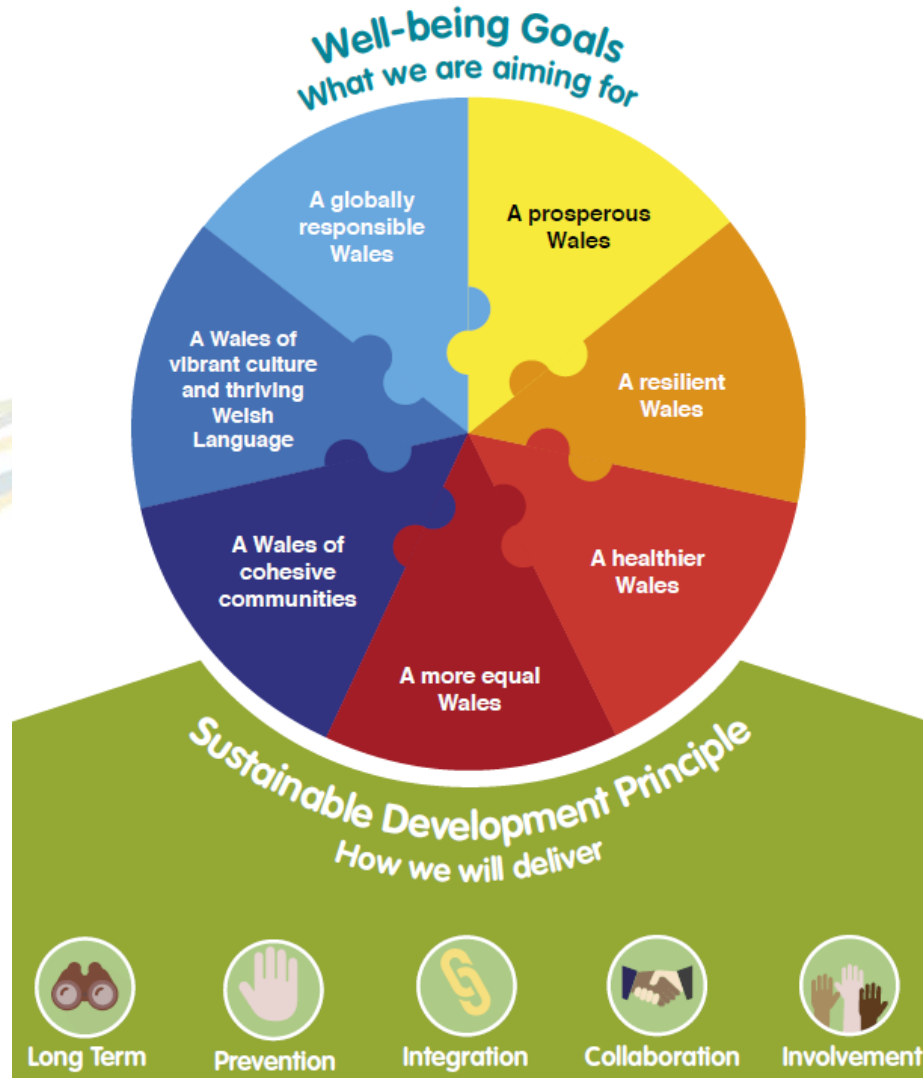 Well-being Goals
What we are aiming for
A globally
responsible
Wales
A prosperous
Wales
A resilient
Wales
A healthier
Wales
A more equal
Wales
A Wales of
cohesive
communities
A Wales of
vibrant culture
and thriving
Welsh
Language
Sustainable Development Principle
How we will deliver
Long Term
Prevention
Integration
Collaboration
Involvement